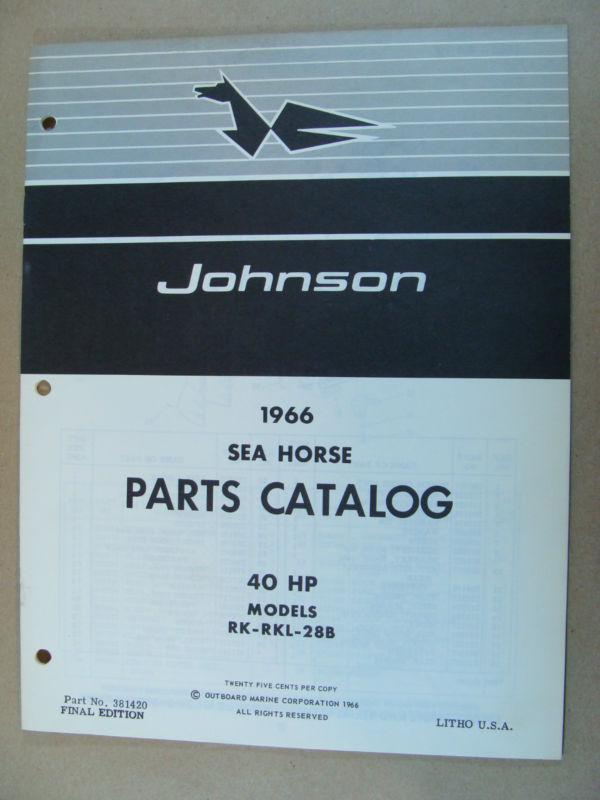 Johnson
1966
SEA HORSE
PARTS CATALOG
40 HP
MODELS
RK-RKL-28B
TWENTY FIVE CENTS PER COPY
© OUTBOARD MARINE CORPORATION 1966
ALL RIGHTS RESERVED
Part No. 381420
FINAL EDITION
LITHO U.S.A.